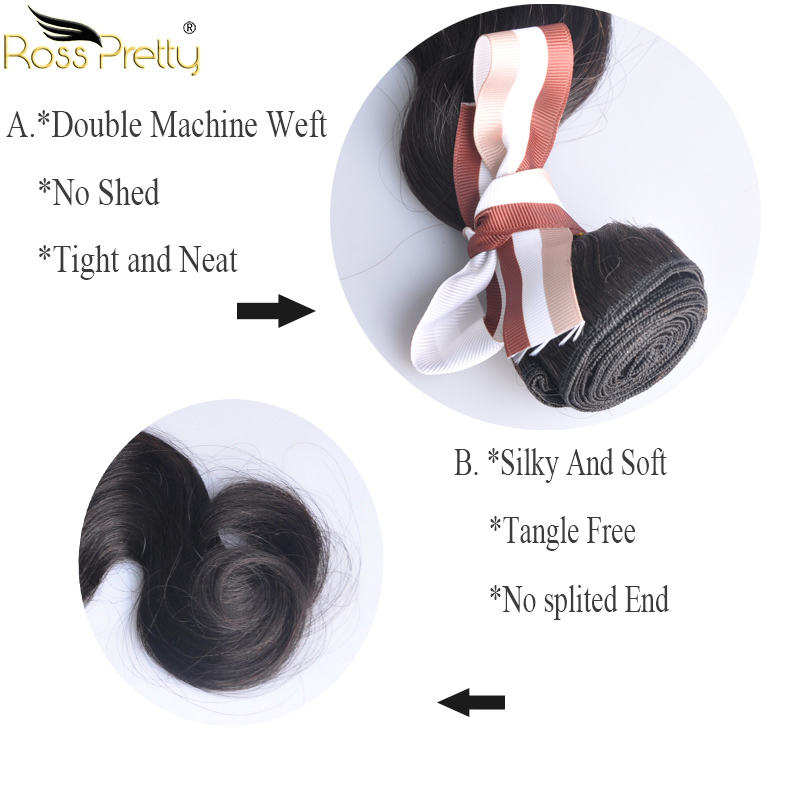 Ross Pretty®
A.*Double Machine Weft
*No Shed
*Tight and Neat
B. *Silky And Soft
*Tangle Free
*No splited End